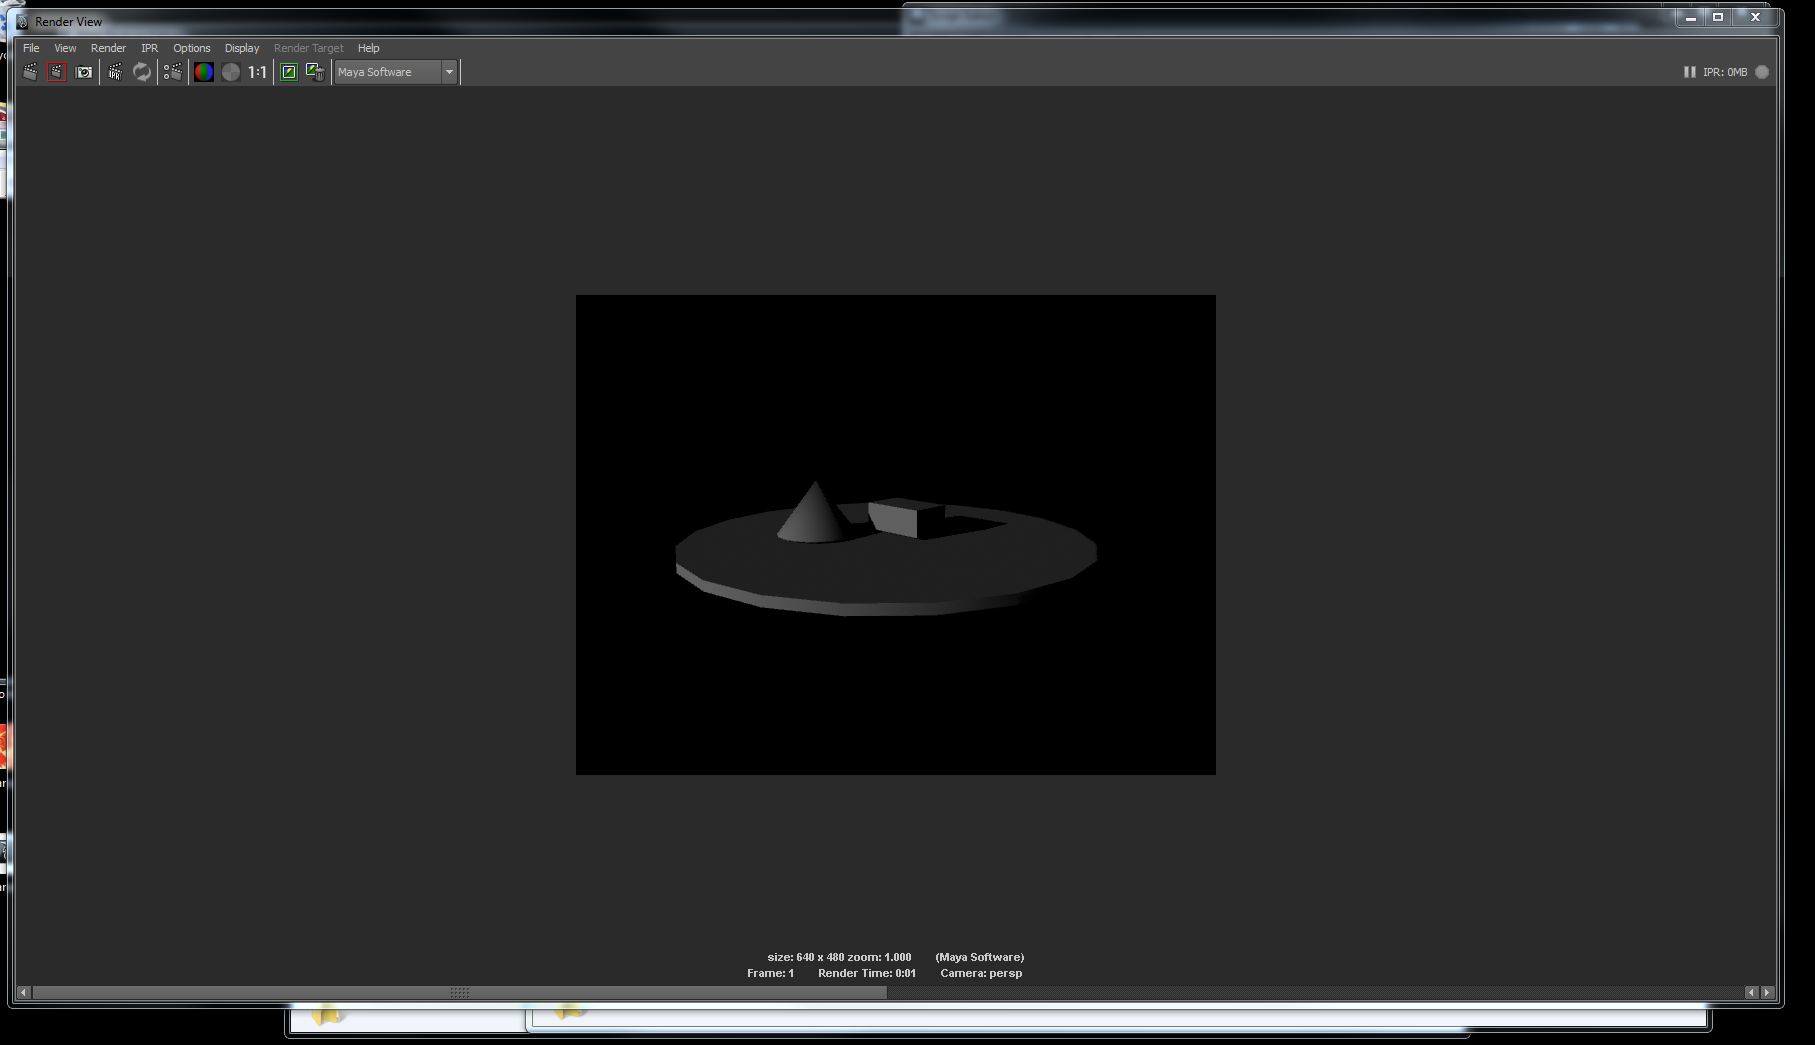 Render View
File View Render IPR Options Display Render Target Help
IPR 1:1 Maya Software IPR: 0MB
size: 640 x 480 zoom: 1.000 (Maya Software)
Frame: 1 Render Time: 0:01 Camera: persp